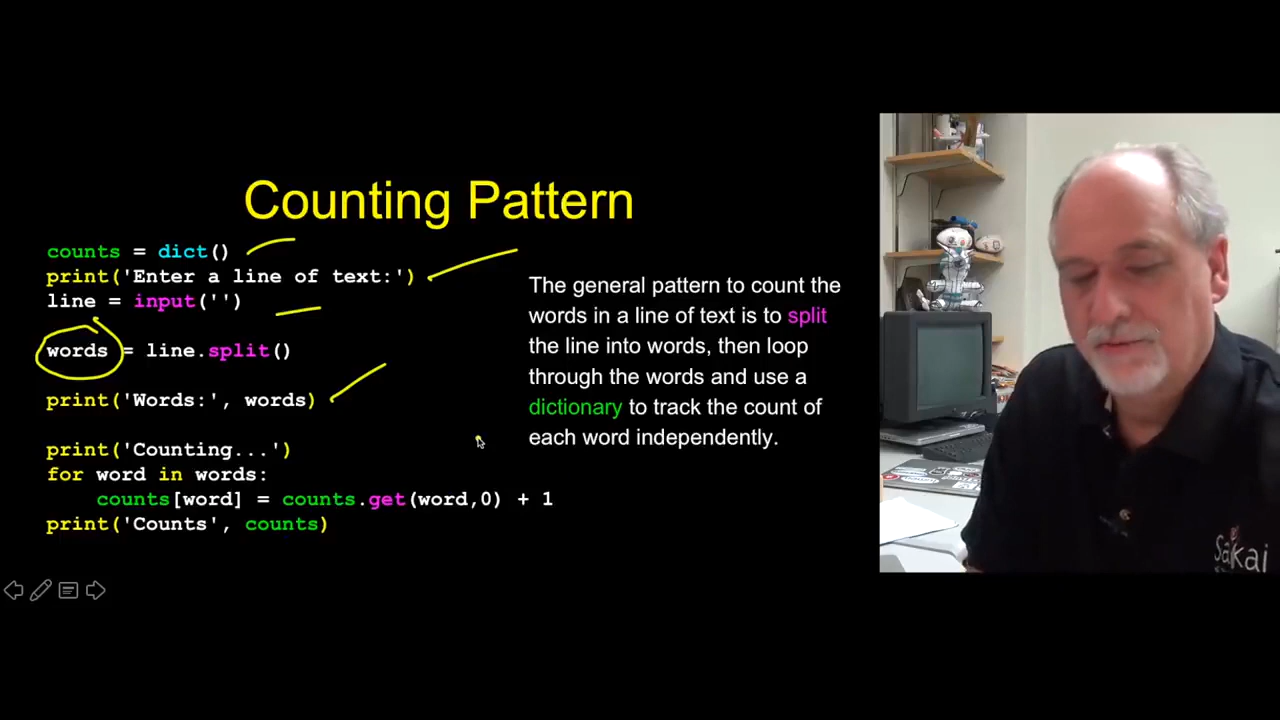 Counting Pattern
counts = dict()
print('Enter a line of text:')
line = input('')
words = line.split()
print('Words:', words)
print('Counting...')
for word in words:
    counts[word] = counts.get(word,0) + 1
print('Counts', counts)
The general pattern to count the
words in a line of text is to split
the line into words, then loop
through the words and use a
dictionary to track the count of
each word independently.
Sakai